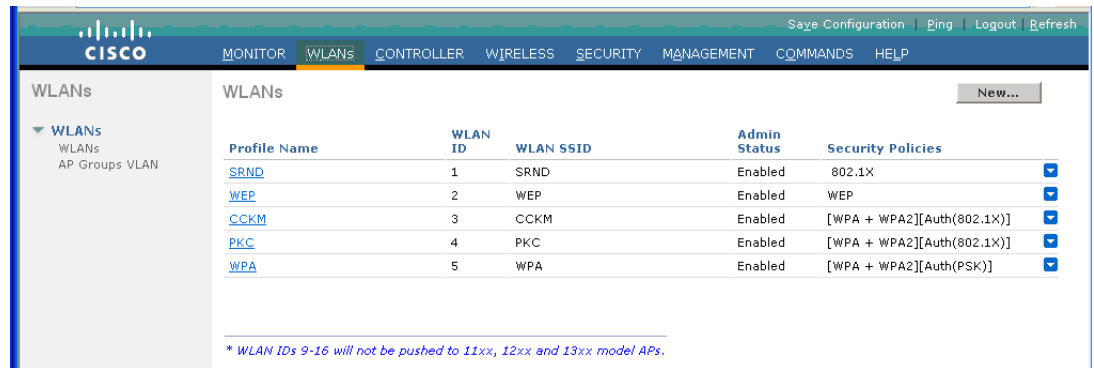 Save Configuration | Ping | Logout | Refresh
CISCO
MONITOR WLANs CONTROLLER WIRELESS SECURITY MANAGEMENT COMMANDS HELP
WLANs
WLANs
WLANs
AP Groups VLAN
WLANs
New...
Profile Name WLAN ID WLAN SSID Admin Status Security Policies
SRND 1 SRND Enabled 802.1X
WEP 2 WEP Enabled WEP
CCKM 3 CCKM Enabled [WPA + WPA2][Auth(802.1X)]
PKC 4 PKC Enabled [WPA + WPA2][Auth(802.1X)]
WPA 5 WPA Enabled [WPA + WPA2][Auth(PSK)]
* WLAN IDs 9-16 will not be pushed to 11xx, 12xx and 13xx model APs.